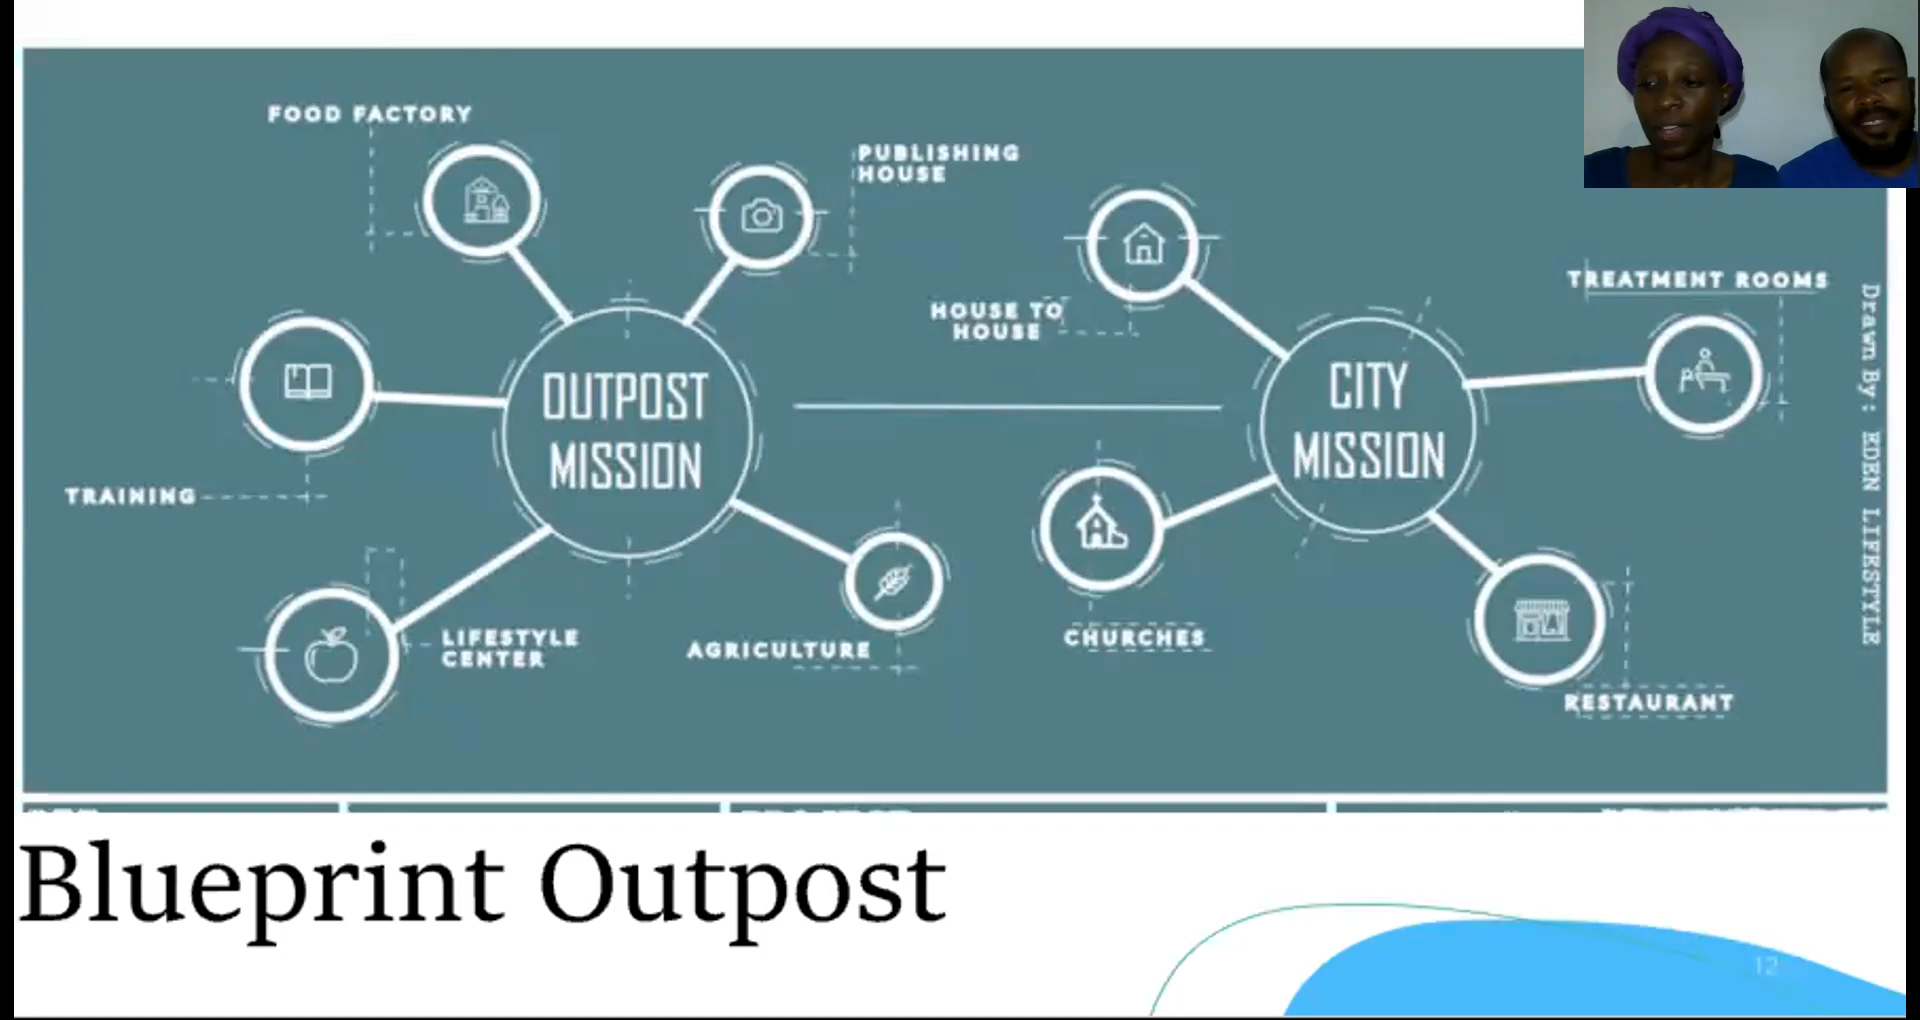 FOOD FACTORY
PUBLISHING
HOUSE
HOUSE TO
HOUSE
TREATMENT ROOMS
OUTPOST
MISSION
CITY
MISSION
TRAINING
LIFESTYLE
CENTER
AGRICULTURE
CHURCHES
RESTAURANT
Drawn By: EDEN LIFESTYLE
Blueprint Outpost
12